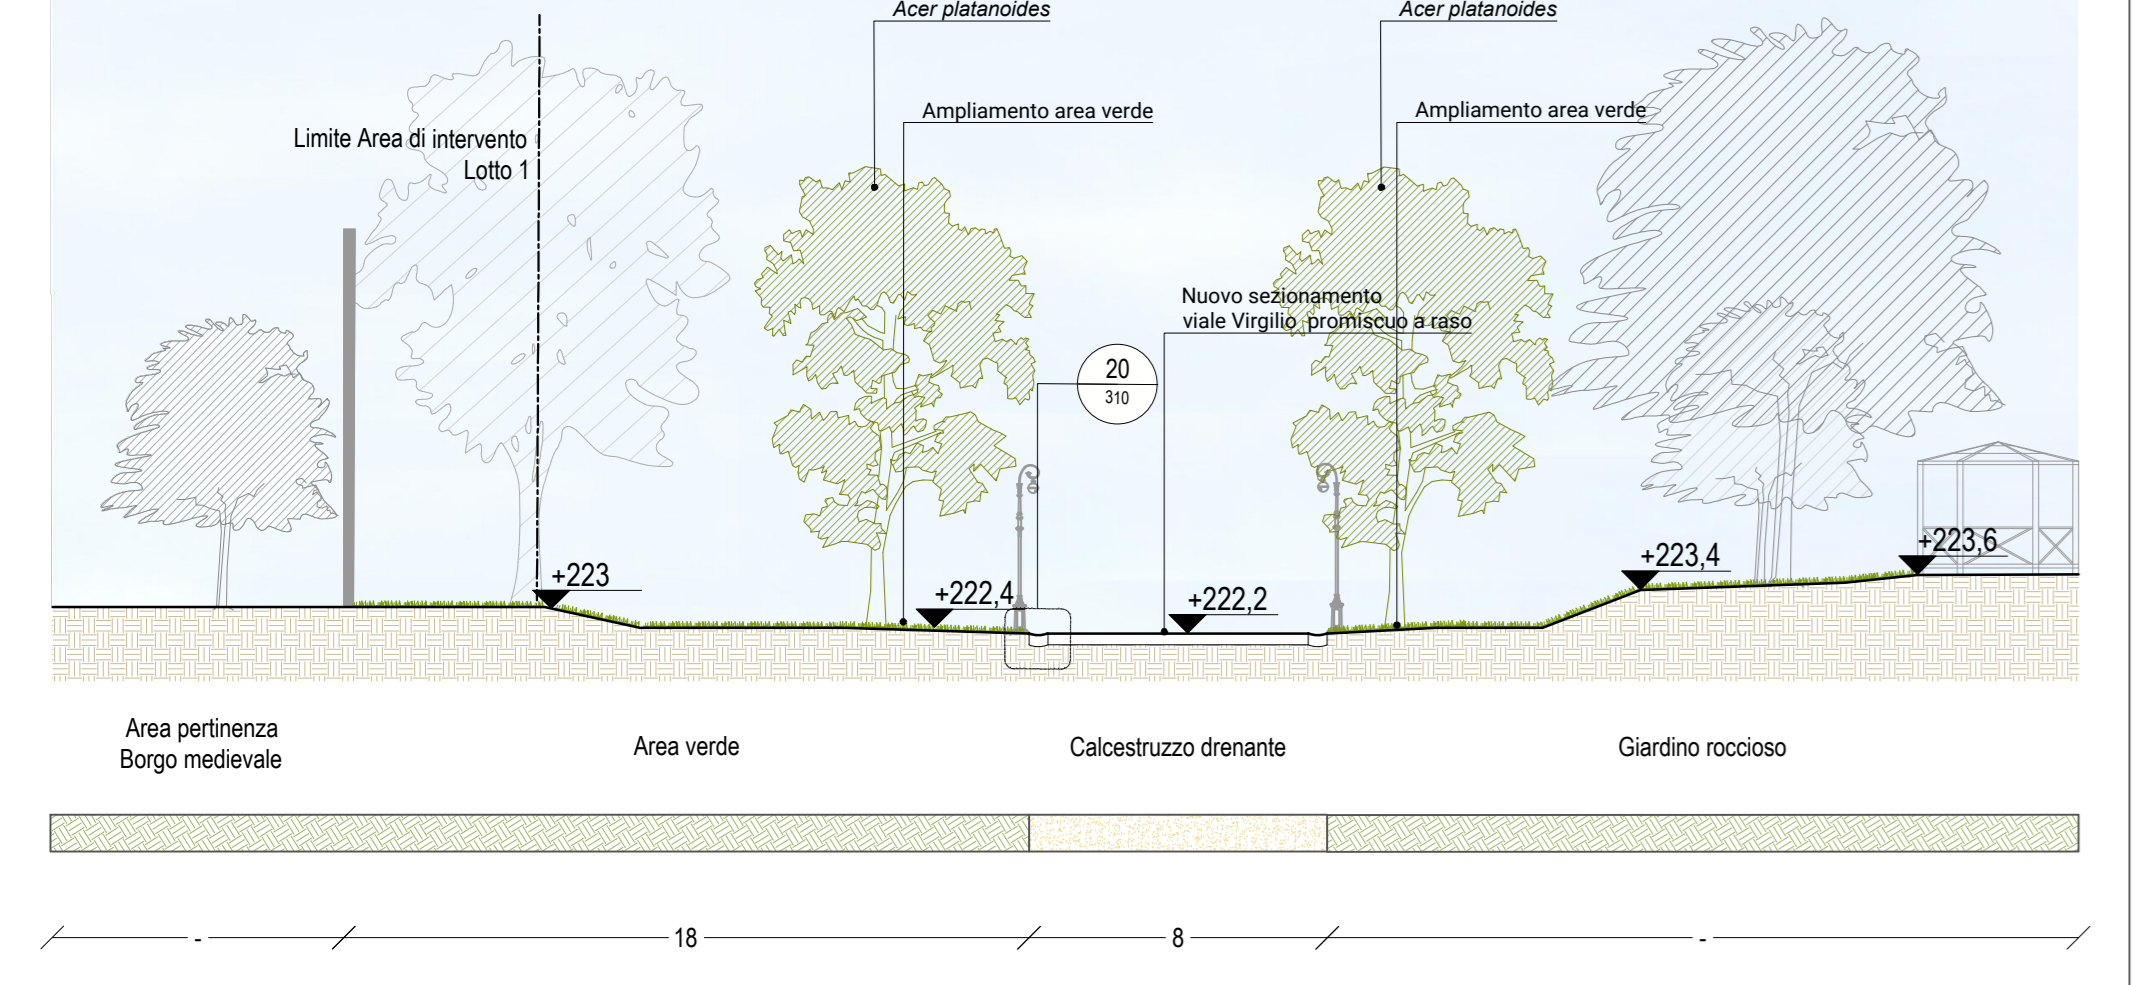 Acer platanoides
Acer platanoides
Ampliamento area verde
Ampliamento area verde
Limite Area di intervento
Lotto 1
Nuovo sezionamento
viale Virgilio promiscuo a raso
20
310
+223
+222,4
+222,2
+223,4
+223,6
Area pertinenza
Borgo medievale
Area verde
Calcestruzzo drenante
Giardino roccioso
-
18
8
-